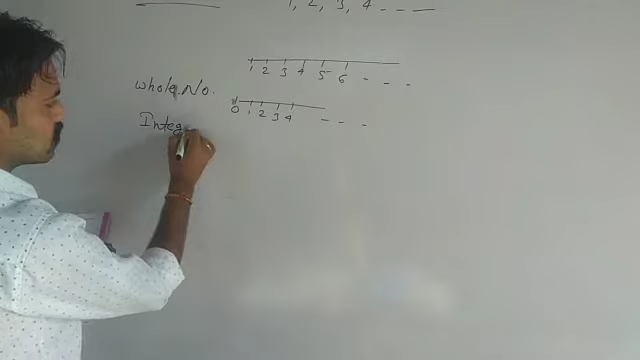 1, 2, 3, 4 - - -
1 2 3 4 5 6 - - -
Whole.No.
0 1 2 3 4 - - -
Integ